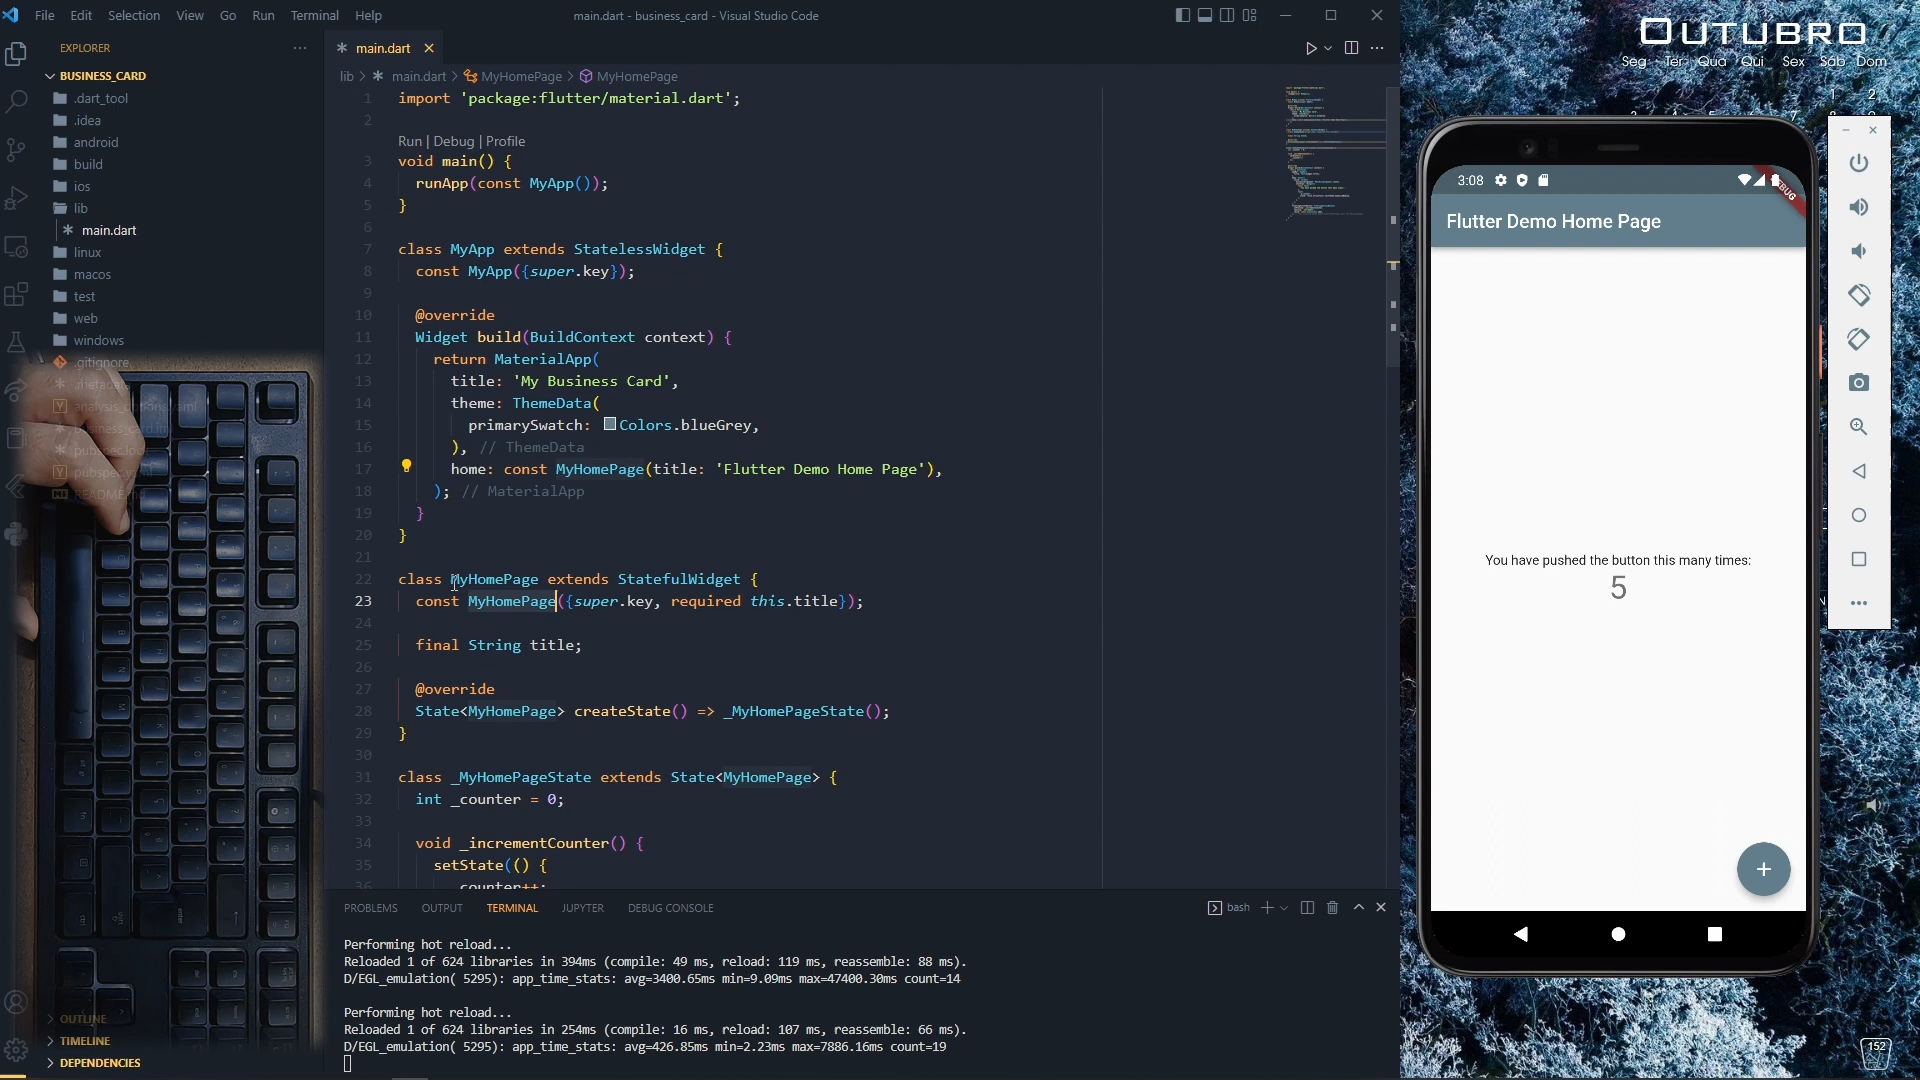 File Edit Selection View Go Run Terminal Help
main.dart - business_card - Visual Studio Code
EXPLORER
BUSINESS_CARD
.dart_tool
.idea
android
build
ios
lib
main.dart
linux
macos
test
web
windows
.gitignore
.metadata
analysis_options.yaml
pubspec.yaml
OUTLINE
TIMELINE
DEPENDENCIES
main.dart
lib > main.dart > MyHomePage > MyHomePage
1 import 'package:flutter/material.dart';
2
Run | Debug | Profile
3 void main() {
4 runApp(const MyApp());
5 }
6
7 class MyApp extends StatelessWidget {
8 const MyApp({super.key});
9
10 @override
11 Widget build(BuildContext context) {
12 return MaterialApp(
13 title: 'My Business Card',
14 theme: ThemeData(
15 primarySwatch: Colors.blueGrey,
16 ), // ThemeData
17 home: const MyHomePage(title: 'Flutter Demo Home Page'),
18 ); // MaterialApp
19 }
20 }
21
22 class MyHomePage extends StatefulWidget {
23 const MyHomePage({super.key, required this.title});
24
25 final String title;
26
27 @override
28 State<MyHomePage> createState() => _MyHomePageState();
29 }
30
31 class _MyHomePageState extends State<MyHomePage> {
32 int _counter = 0;
33
34 void _incrementCounter() {
35 setState(() {
36 _counter++;
PROBLEMS OUTPUT TERMINAL JUPYTER DEBUG CONSOLE
bash
Performing hot reload...
Reloaded 1 of 624 libraries in 394ms (compile: 49 ms, reload: 119 ms, reassemble: 88 ms).
D/EGL_emulation( 5295): app_time_stats: avg=3400.65ms min=9.09ms max=47400.30ms count=14
Performing hot reload...
Reloaded 1 of 624 libraries in 254ms (compile: 16 ms, reload: 107 ms, reassemble: 66 ms).
D/EGL_emulation( 5295): app_time_stats: avg=426.85ms min=2.23ms max=7886.16ms count=19
OUTUBRO
Seg Ter Qua Qui Sex Sáb Dom
1 2
3:08
Flutter Demo Home Page
You have pushed the button this many times:
5
152